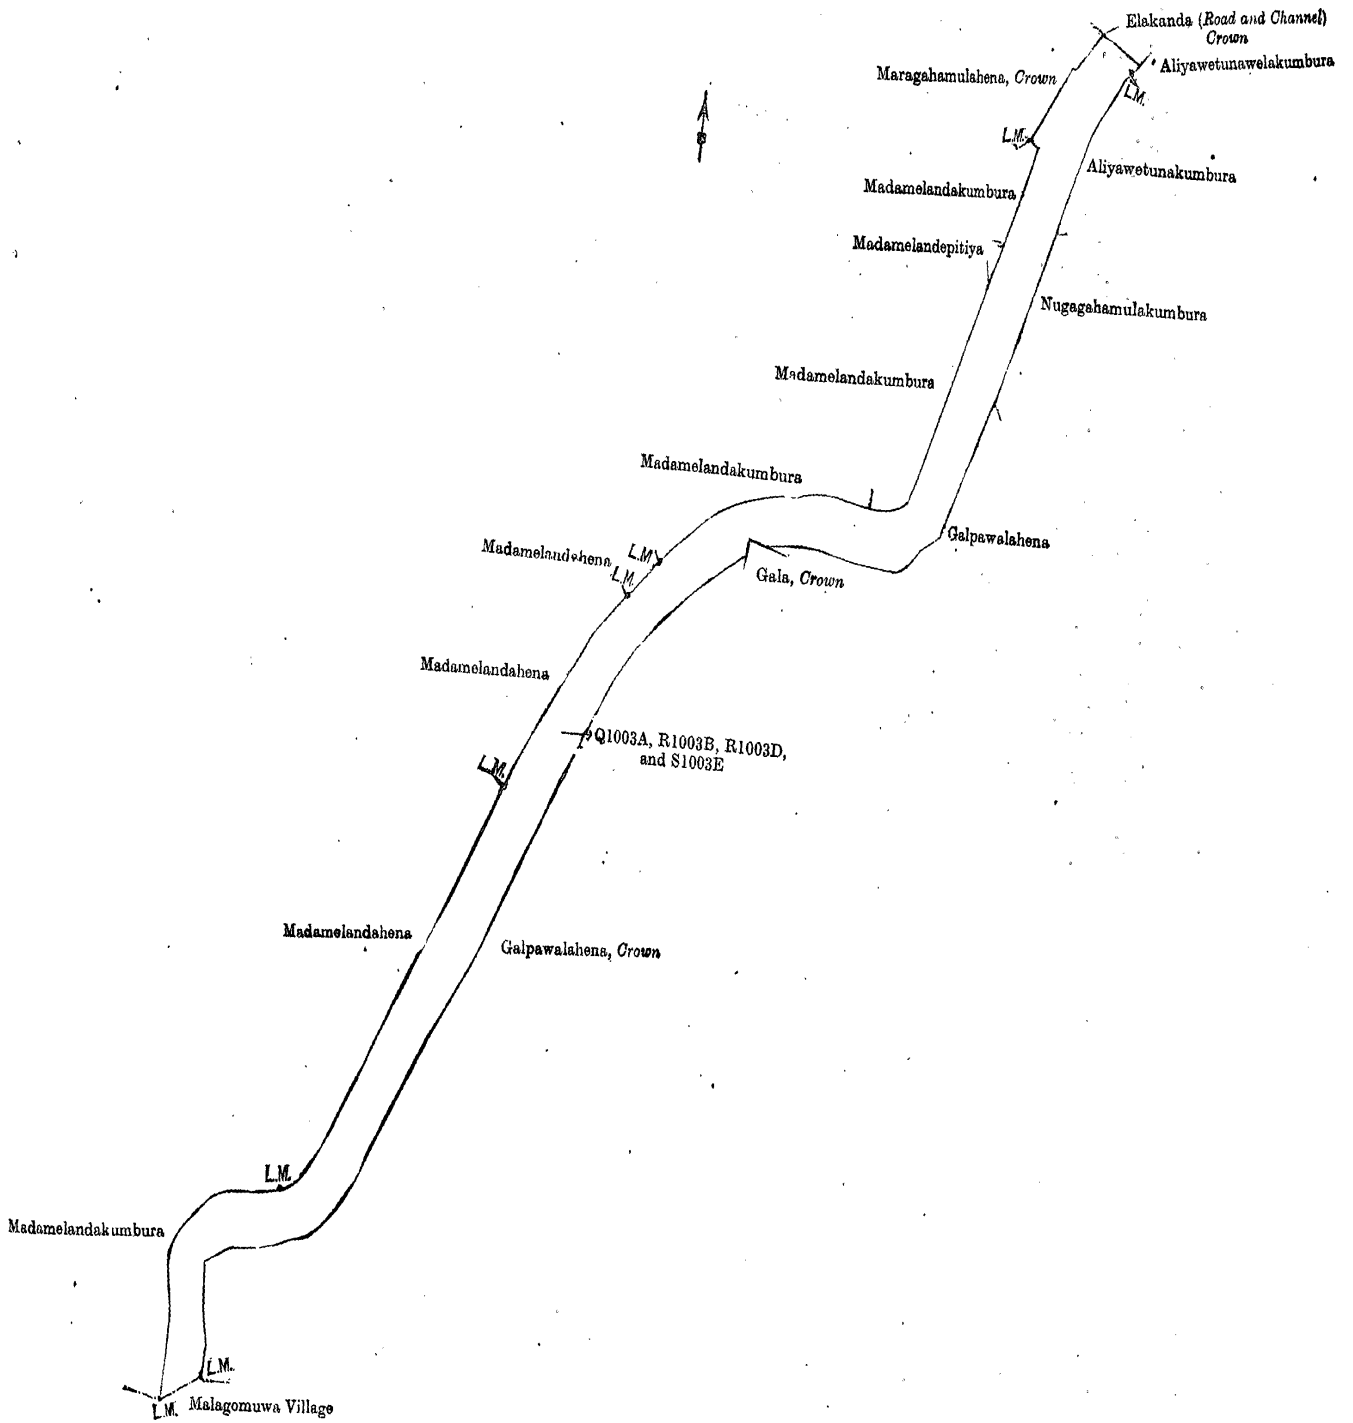 Elakanda (Road and Channel)
Crown
Aliyawetunawelakumbura
Maragahamulahena, Crown
L.M.
L.M.
Aliyawetunakumbura
Madamelandakumbura
Madamelandepitiya
Nugagahamulakumbura
Madamelandakumbura
Madamelandakumbura
Galpawalahena
Madamelandehena
L.M.
L.M.
Gala, Crown
Madamelandahena
Q1003A, R1003B, R1003D,
and S1003E
L.M.
Madamelandahena
Galpawalahena, Crown
L.M.
Madamelandakumbura
L.M.
L.M.
Malagomuwa Village